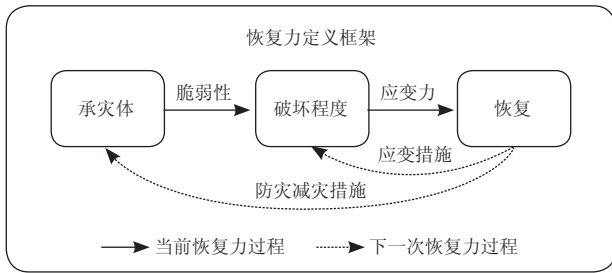 恢复力定义框架
承灾体
脆弱性
破坏程度
应变力
恢复
应变措施
防灾减灾措施
当前恢复力过程
下一次恢复力过程